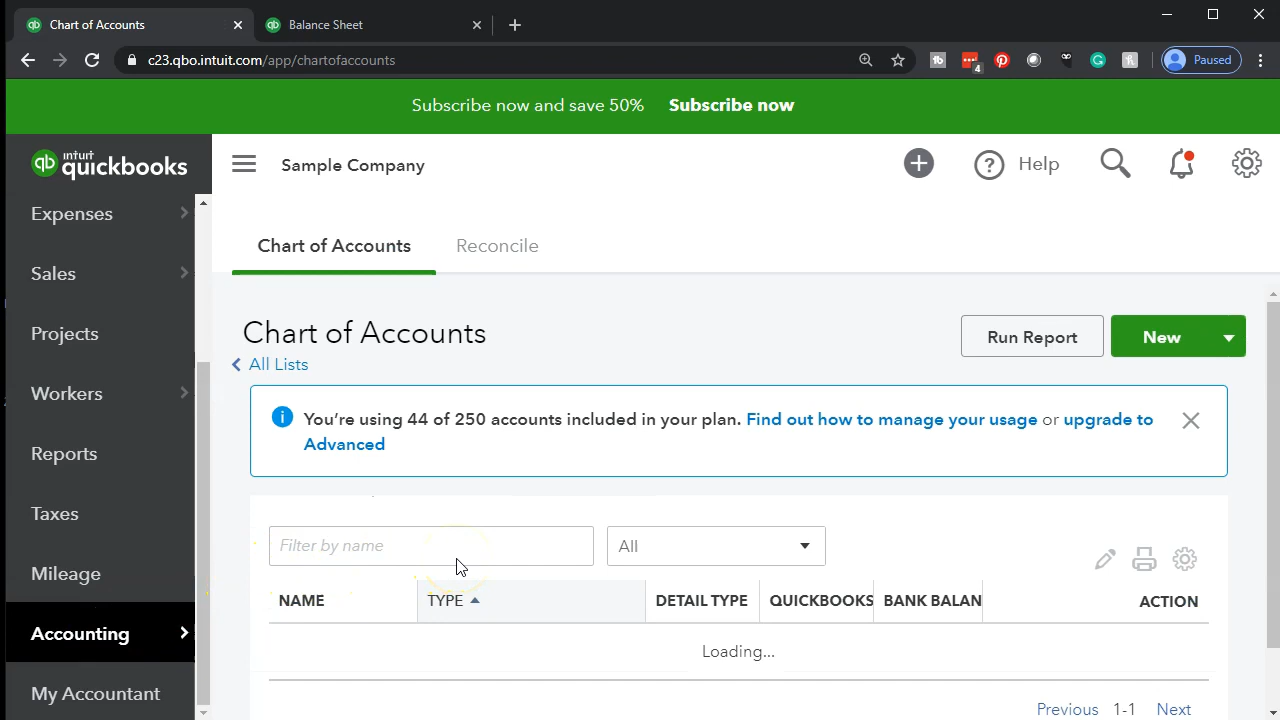 Chart of Accounts
Balance Sheet
c23.qbo.intuit.com/app/chartofaccounts
4
Paused
Subscribe now and save 50% Subscribe now
intuit quickbooks
Sample Company
Help
Expenses
Sales
Projects
Workers
Reports
Taxes
Mileage
Accounting
My Accountant
Chart of Accounts Reconcile
Chart of Accounts
All Lists
Run Report
New
You're using 44 of 250 accounts included in your plan. Find out how to manage your usage or upgrade to
Advanced
Filter by name
All
NAME TYPE DETAIL TYPE QUICKBOOKS BANK BALAN ACTION
Loading...
Previous 1-1 Next